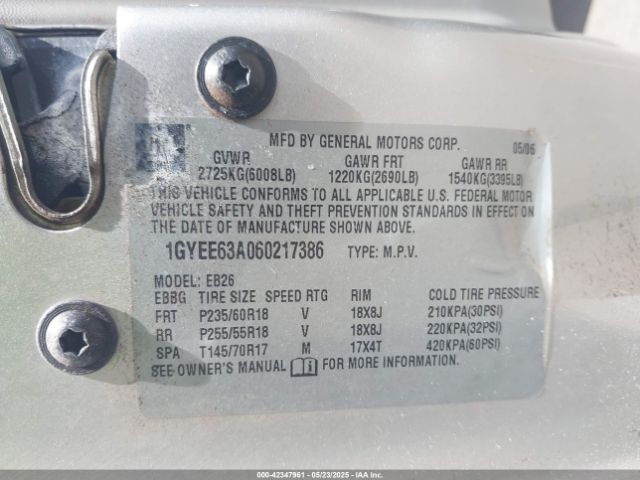 MFD BY GENERAL MOTORS CORP. 05/06
GVWR GAWR FRT GAWR RR
2725KG(6008LB) 1220KG(2690LB) 1540KG(3395LB)
THIS VEHICLE CONFORMS TO ALL APPLICABLE U.S. FEDERAL MOTOR
VEHICLE SAFETY AND THEFT PREVENTION STANDARDS IN EFFECT ON
THE DATE OF MANUFACTURE SHOWN ABOVE.
1GYEE63A060217386 TYPE: M.P.V.
MODEL: EB26
EBBG TIRE SIZE SPEED RTG RIM COLD TIRE PRESSURE
FRT P235/60R18 V 18X8J 210KPA(30PSI)
RR P255/55R18 V 18X8J 220KPA(32PSI)
SPA T145/70R17 M 17X4T 420KPA(60PSI)
SEE OWNER'S MANUAL FOR MORE INFORMATION.
000-42347961 - 05/23/2025 - IAAI